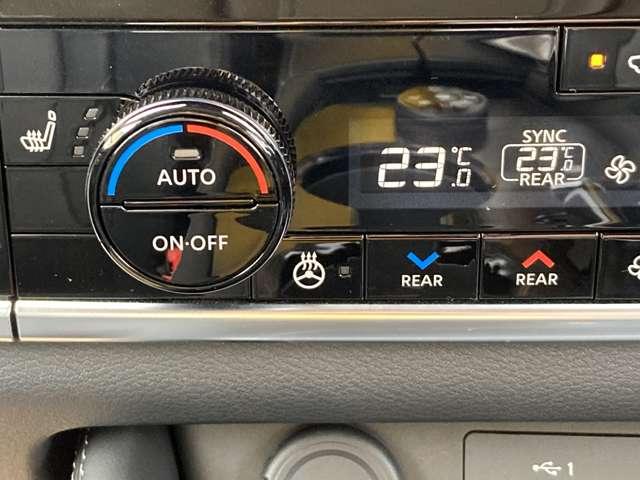 AUTO
ON·OFF
23.0°C
SYNC
23.0°C
REAR
REAR
REAR
1